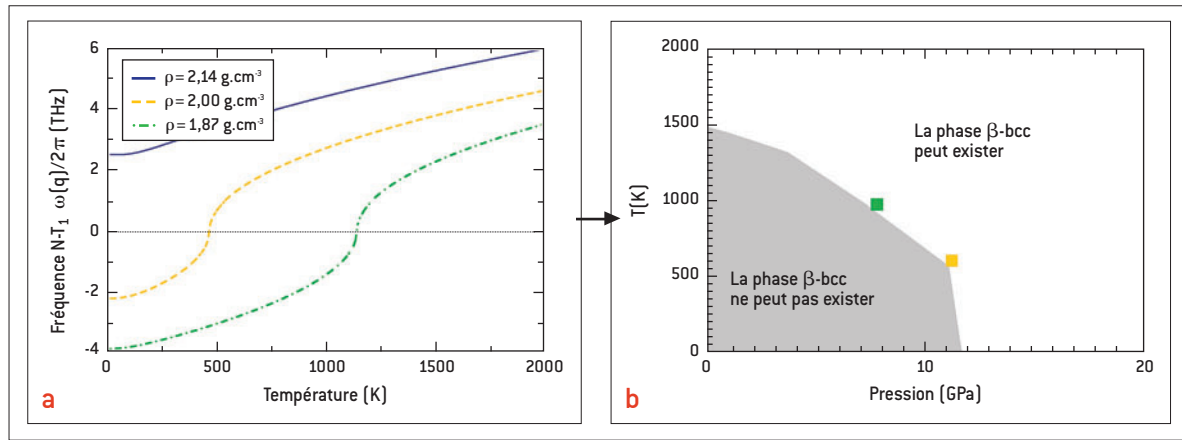 Fréquence N-T₁ ω(q)/2π (THz)
6
4
2
0
-2
-4
ρ = 2,14 g.cm⁻³
ρ = 2,00 g.cm⁻³
ρ = 1,87 g.cm⁻³
0
500
1000
1500
2000
Température (K)
a
T(K)
2000
1500
1000
500
0
La phase β-bcc
peut exister
La phase β-bcc
ne peut pas exister
0
10
20
Pression (GPa)
b